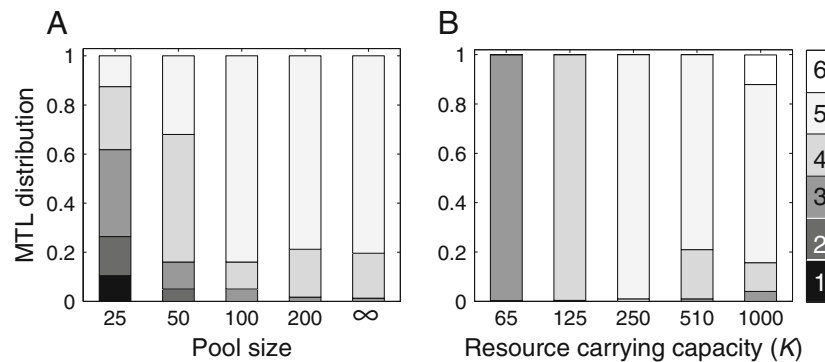 A
B
MTL distribution
1
0.8
0.6
0.4
0.2
0
25 50 100 200 ∞
Pool size
1
0.8
0.6
0.4
0.2
0
65 125 250 510 1000
Resource carrying capacity (K)
6
5
4
3
2
1